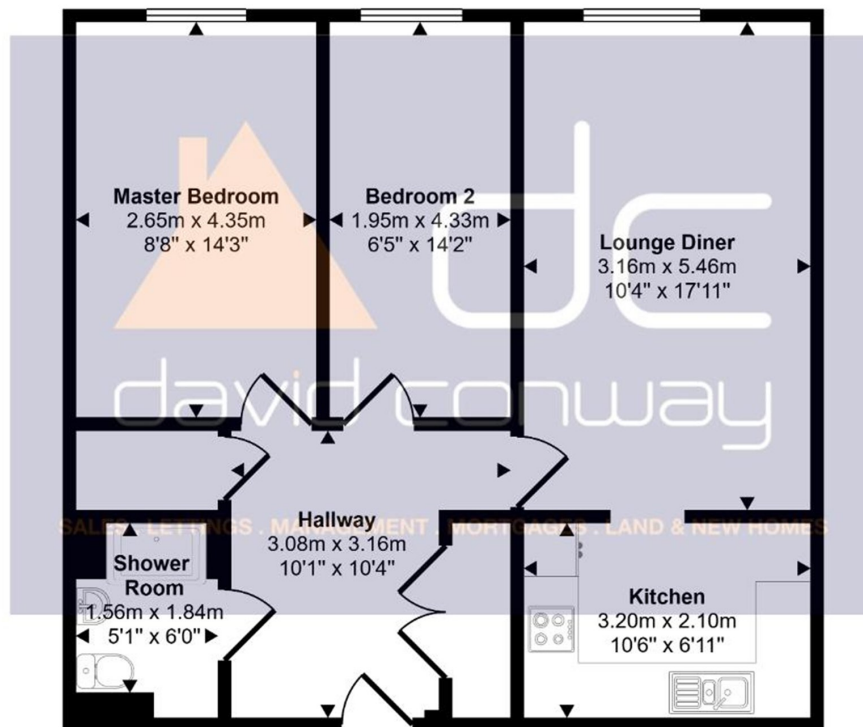 Master Bedroom
2.65m x 4.35m
8'8" x 14'3"
Bedroom 2
1.95m x 4.33m
6'5" x 14'2"
Lounge Diner
3.16m x 5.46m
10'4" x 17'11"
dc
david conway
SALES . LETTINGS . MANAGEMENT . MORTGAGES . LAND & NEW HOMES
Hallway
3.08m x 3.16m
10'1" x 10'4"
Shower
Room
1.56m x 1.84m
5'1" x 6'0"
Kitchen
3.20m x 2.10m
10'6" x 6'11"